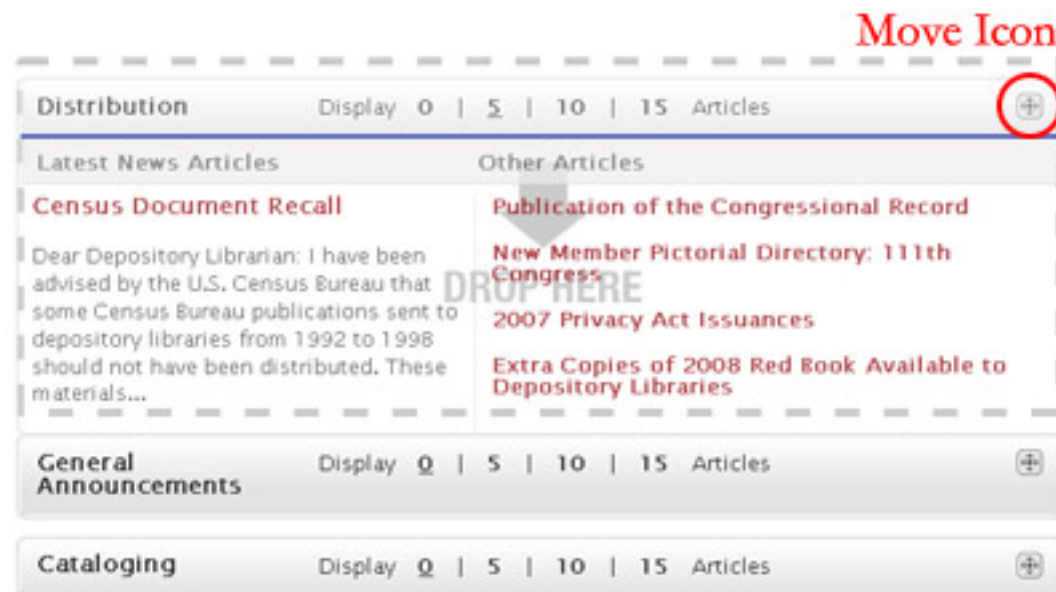 Move Icon
Distribution Display 0 | 5 | 10 | 15 Articles
Latest News Articles Other Articles
Census Document Recall
Dear Depository Librarian: I have been
advised by the U.S. Census Bureau that
some Census Bureau publications sent to
depository libraries from 1992 to 1998
should not have been distributed. These
materials...
Publication of the Congressional Record
New Member Pictorial Directory: 111th
Congress
DROP HERE
2007 Privacy Act Issuances
Extra Copies of 2008 Red Book Available to
Depository Libraries
General
Announcements
Display 0 | 5 | 10 | 15 Articles
Cataloging Display 0 | 5 | 10 | 15 Articles